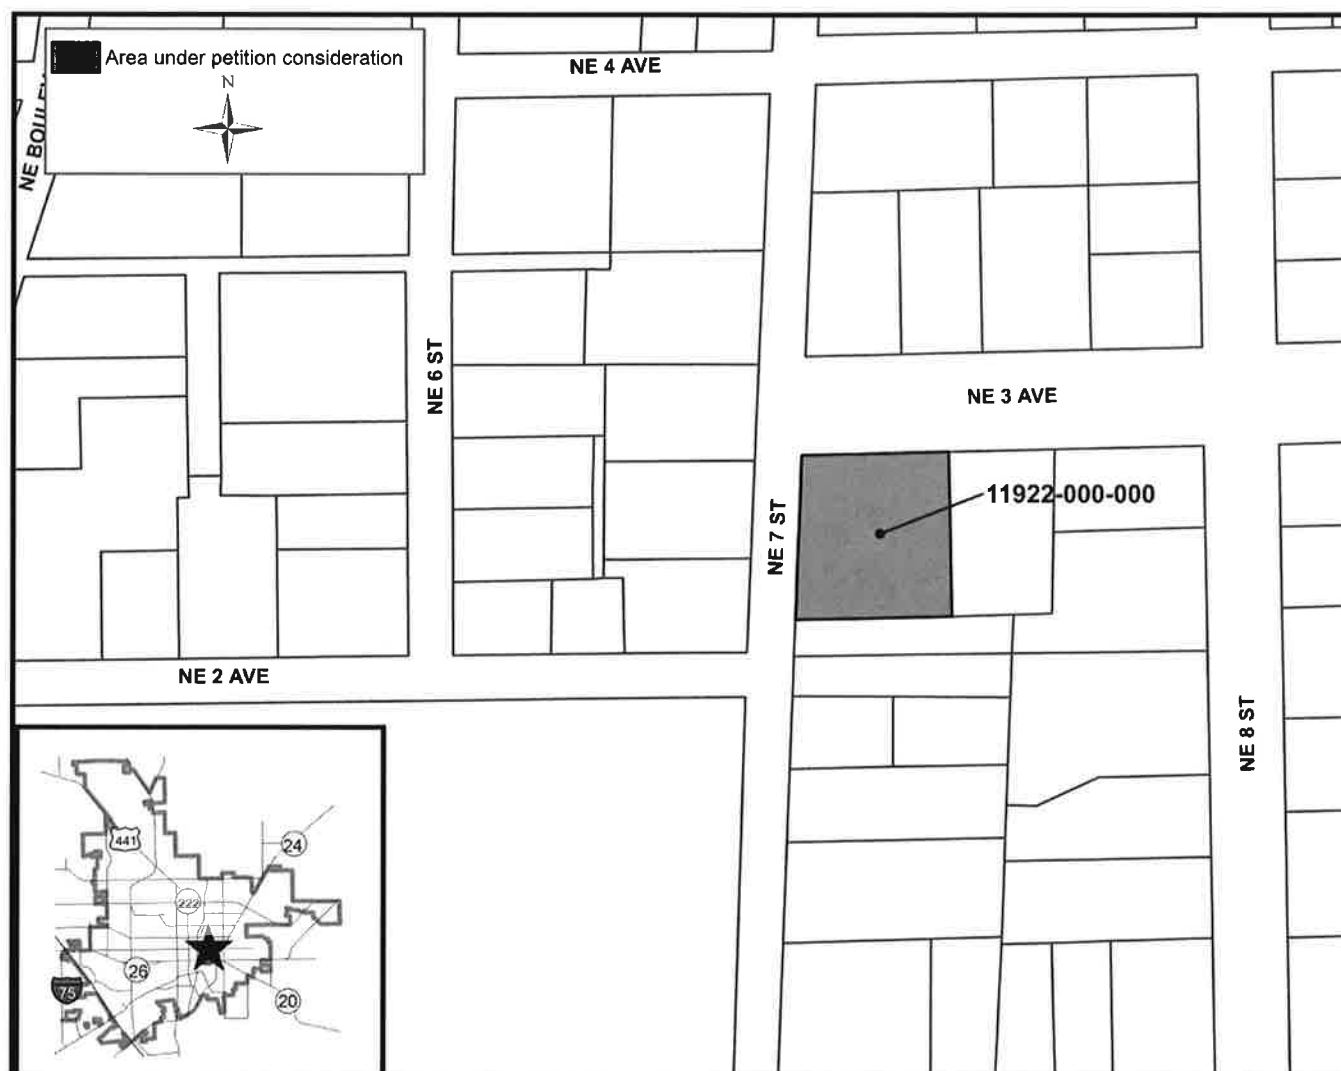 Area under petition consideration
N
NE 4 AVE
NE 6 ST
NE 3 AVE
11922-000-000
NE 7 ST
NE 2 AVE
NE 8 ST
441
24
222
26
75
20